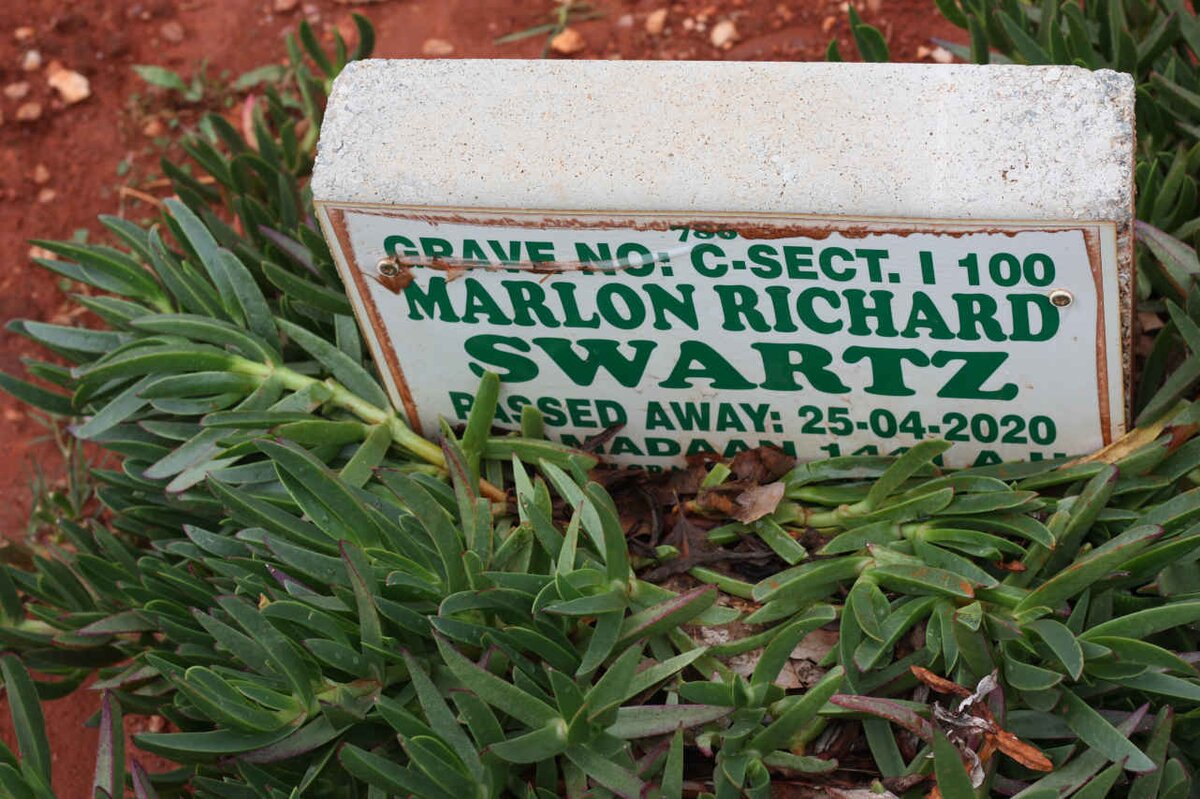 786
GRAVE NO: C-SECT. I 100
MARLON RICHARD
SWARTZ
PASSED AWAY: 25-04-2020